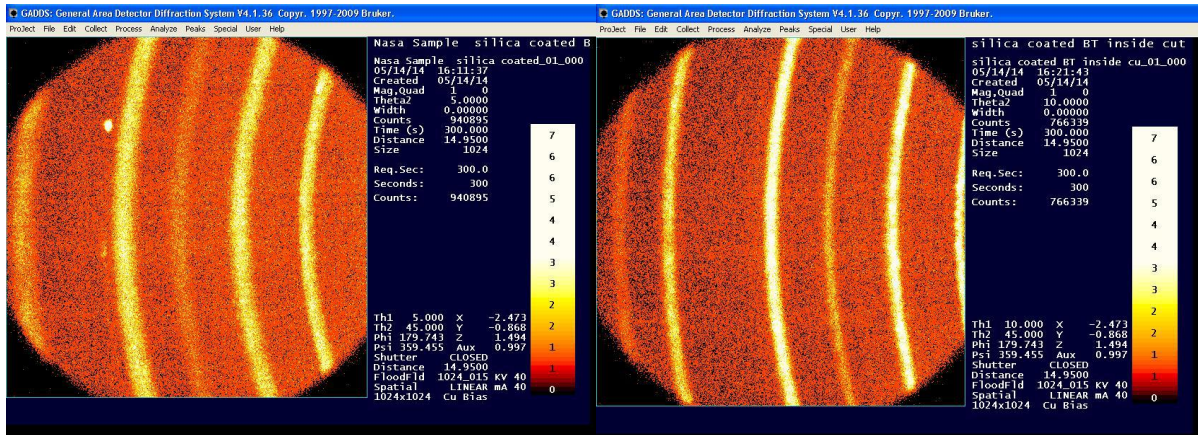 GADDS: General Area Detector Diffraction System V4.1.36 Copyr. 1997-2009 Bruker.
Project File Edit Collect Process Analyze Peaks Special User Help
Nasa Sample silica coated B
Nasa Sample silica coated_01_000
05/14/14 16:11:37
Created 05/14/14
Mag,Quad 1 0
Theta2 5.0000
Width 0.00000
Counts 940895
Time (s) 300.000
Distance 14.9500
Size 1024
Req.Sec: 300.0
Seconds: 300
Counts: 940895
7
6
6
5
4
4
3
3
2
2
1
1
0
Th1 5.000 X -2.473
Th2 45.000 Y -0.868
Phi 179.743 Z 1.494
Psi 359.455 Aux 0.997
Shutter CLOSED
Distance 14.9500
FloodFld 1024_015 KV 40
Spatial LINEAR mA 40
1024x1024 Cu Bias
GADDS: General Area Detector Diffraction System V4.1.36 Copyr. 1997-2009 Bruker.
Project File Edit Collect Process Analyze Peaks Special User Help
silica coated BT inside cut
silica coated BT inside cu_01_000
05/14/14 16:21:43
Created 05/14/14
Mag,Quad 1 0
Theta2 10.0000
Width 0.00000
Counts 766339
Time (s) 300.000
Distance 14.9500
Size 1024
Req.Sec: 300.0
Seconds: 300
Counts: 766339
7
6
6
5
4
4
3
3
2
2
1
1
0
Th1 10.000 X -2.473
Th2 45.000 Y -0.868
Phi 179.743 Z 1.494
Psi 359.455 Aux 0.997
Shutter CLOSED
Distance 14.9500
FloodFld 1024_015 KV 40
Spatial LINEAR mA 40
1024x1024 Cu Bias